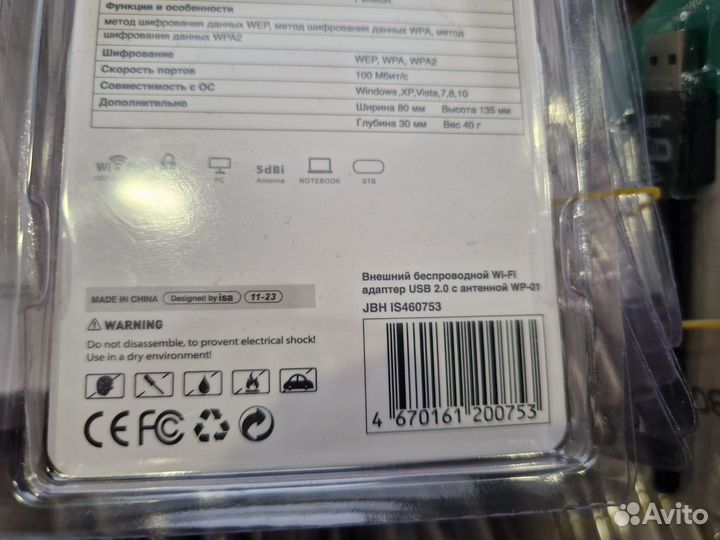 Функции и особенности
метод шифрования данных WEP, метод шифрования данных WPA, метод
шифрования данных WPA2
Шифрование WEP, WPA, WPA2
Скорость портов 100 Мбит/с
Совместимость с ОС Windows,XP,Vista,7,8,10
Дополнительно Ширина 80 мм Высота 135 мм
Глубина 30 мм Вес 40 г
PC
5dBi
Antenna
NOTEBOOK
STB
Внешний беспроводной Wi-Fi
адаптер USB 2.0 с антенной WP-01
JBH IS460753
MADE IN CHINA Designed by isa 11-23
WARNING
Do not disassemble, to provent electrical shock!
Use in a dry environment!
CE FC
4 670161 200753
Avito